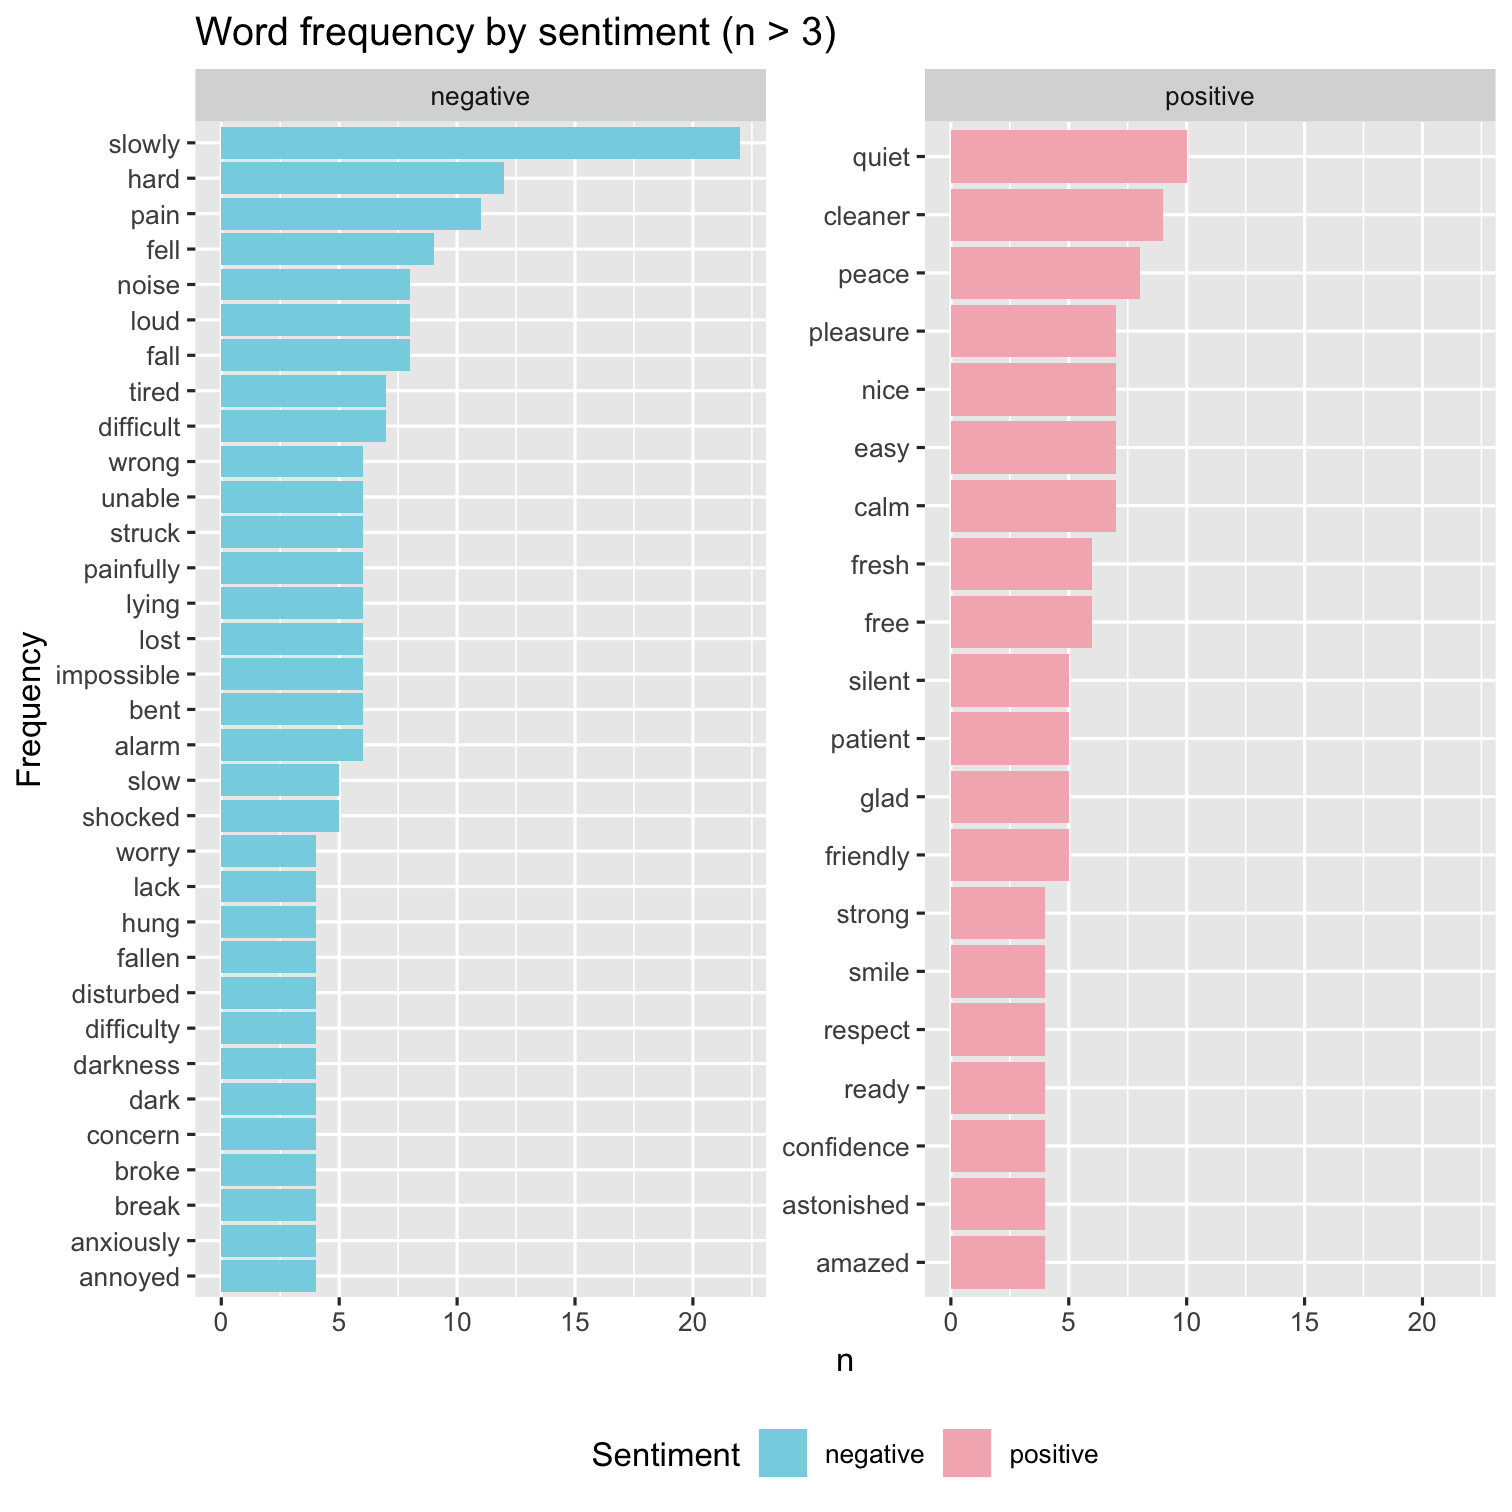 Word frequency by sentiment (n > 3)
negative
slowly
hard
pain
fell
noise
loud
fall
tired
difficult
wrong
unable
struck
painfully
lying
lost
impossible
bent
alarm
slow
shocked
worry
lack
hung
fallen
disturbed
difficulty
darkness
dark
concern
broke
break
anxiously
annoyed
0 5 10 15 20
positive
quiet
cleaner
peace
pleasure
nice
easy
calm
fresh
free
silent
patient
glad
friendly
strong
smile
respect
ready
confidence
astonished
amazed
0 5 10 15 20
Frequency
n
Sentiment negative positive